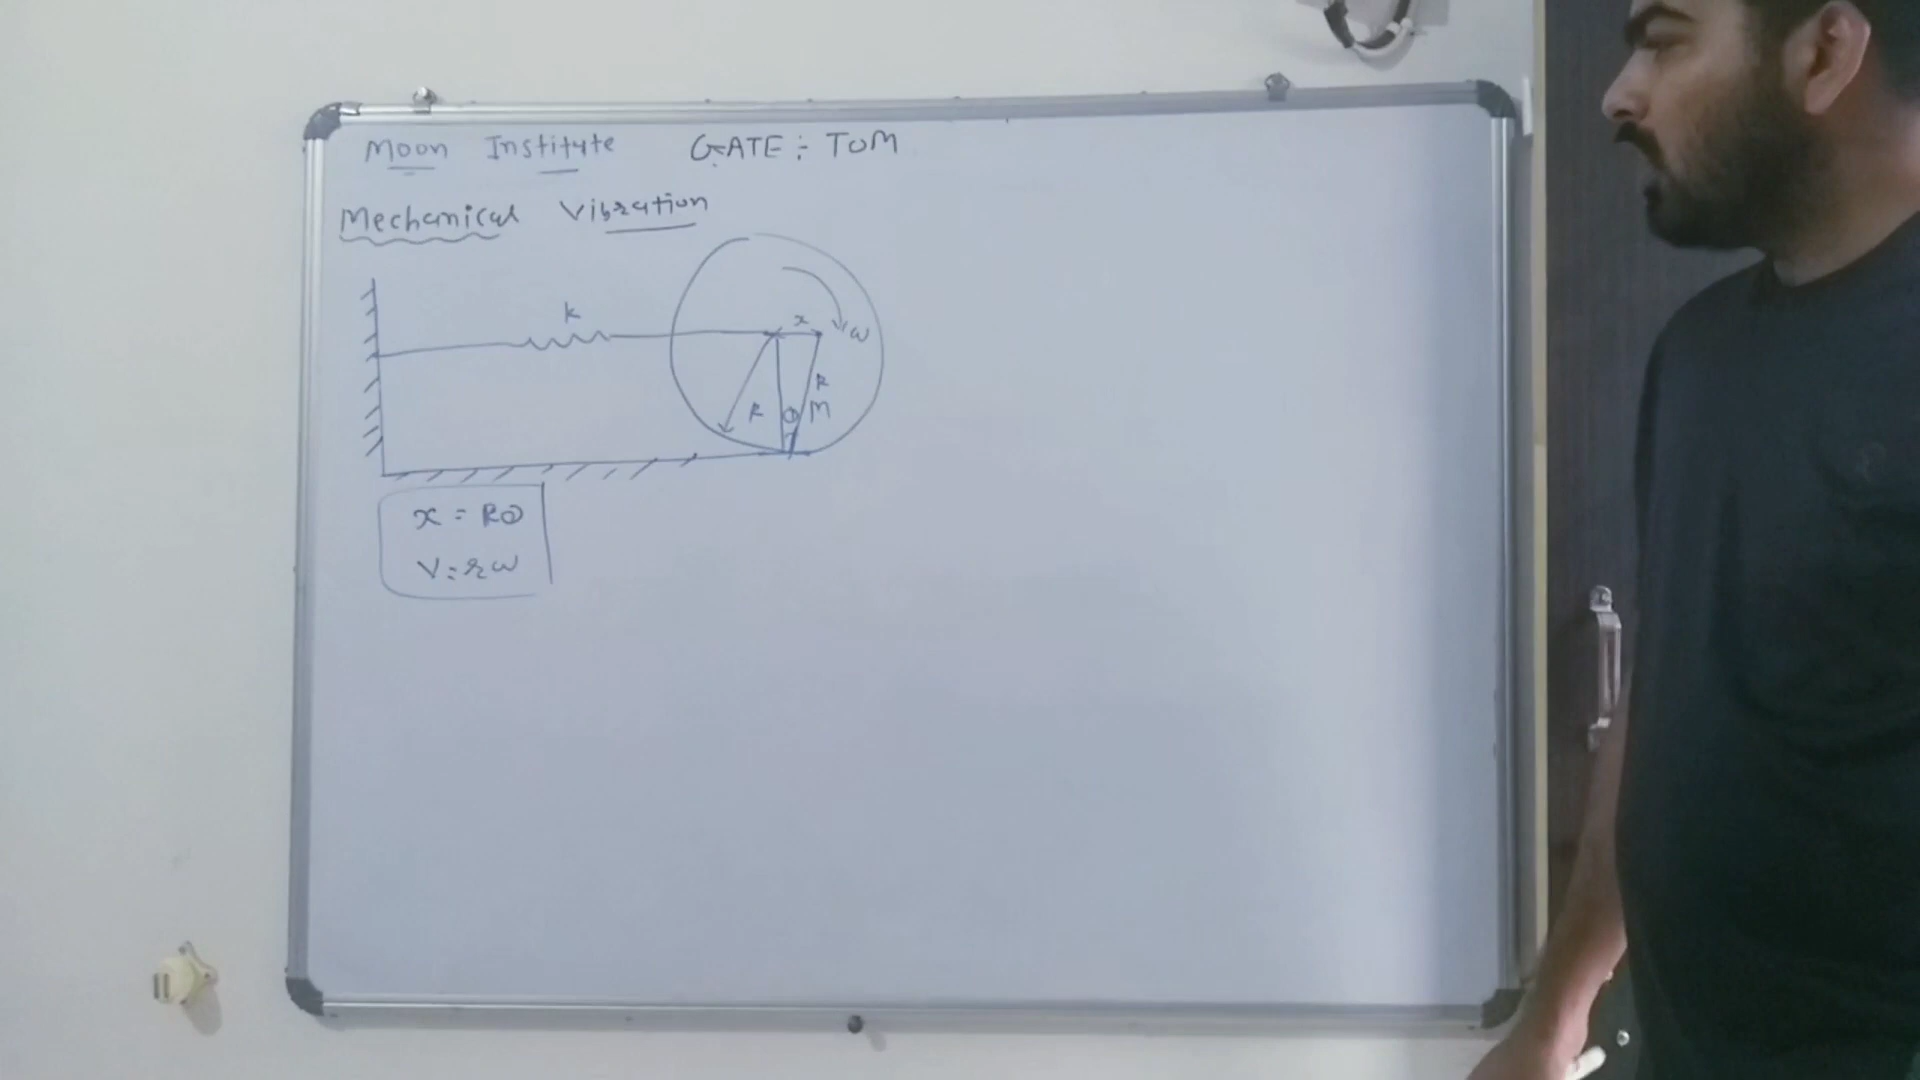 Moon Institute GATE : TOM
Mechanical Vibration
k
x
ω
R
R θ M
x = Rθ
V = rω